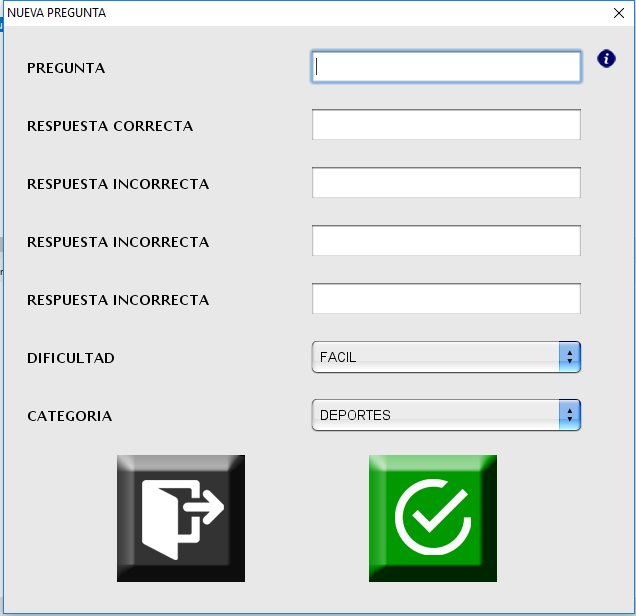 NUEVA PREGUNTA
PREGUNTA
RESPUESTA CORRECTA
RESPUESTA INCORRECTA
RESPUESTA INCORRECTA
RESPUESTA INCORRECTA
DIFICULTAD
FACIL
CATEGORIA
DEPORTES